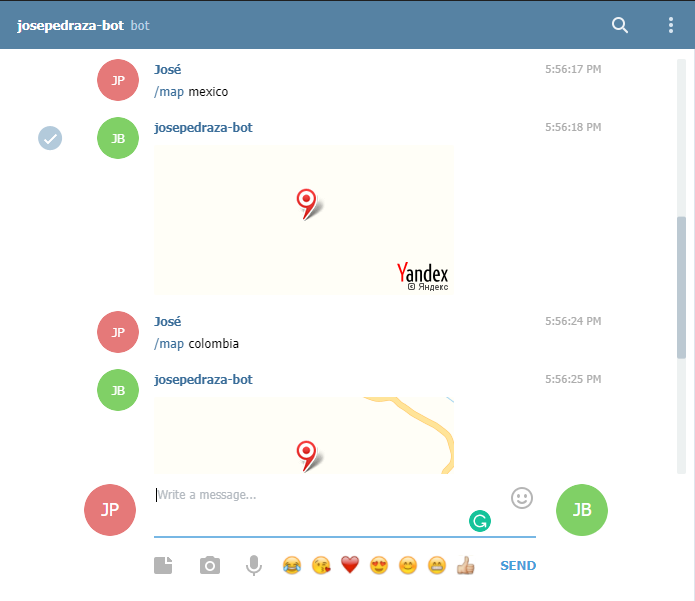 josepedraza-bot bot
JP
José
5:56:17 PM
/map mexico
JB
josepedraza-bot
5:56:18 PM
Yandex
© Яндекс
JP
José
5:56:24 PM
/map colombia
JB
josepedraza-bot
5:56:25 PM
JP
Write a message...
JB
SEND